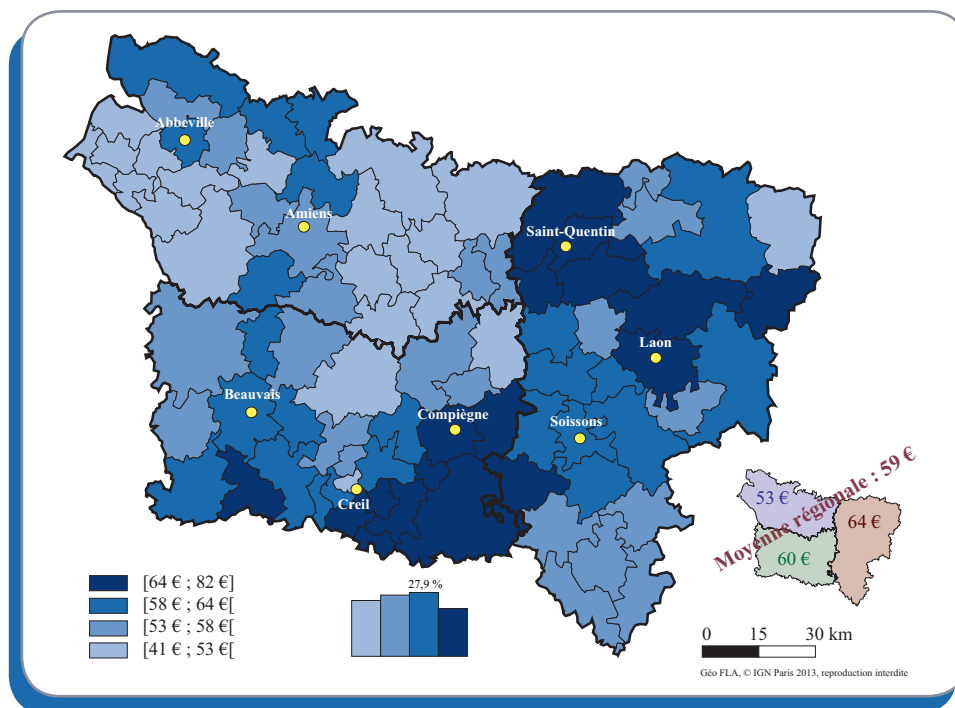 Abbeville
Amiens
Saint-Quentin
Laon
Beauvais
Compiègne
Soissons
Creil
[64 € ; 82 €]
[58 € ; 64 €[
[53 € ; 58 €[
[41 € ; 53 €[
27,9 %
Moyenne régionale : 59 €
53 €
64 €
60 €
0 15 30 km
Géo FLA, © IGN Paris 2013, reproduction interdite